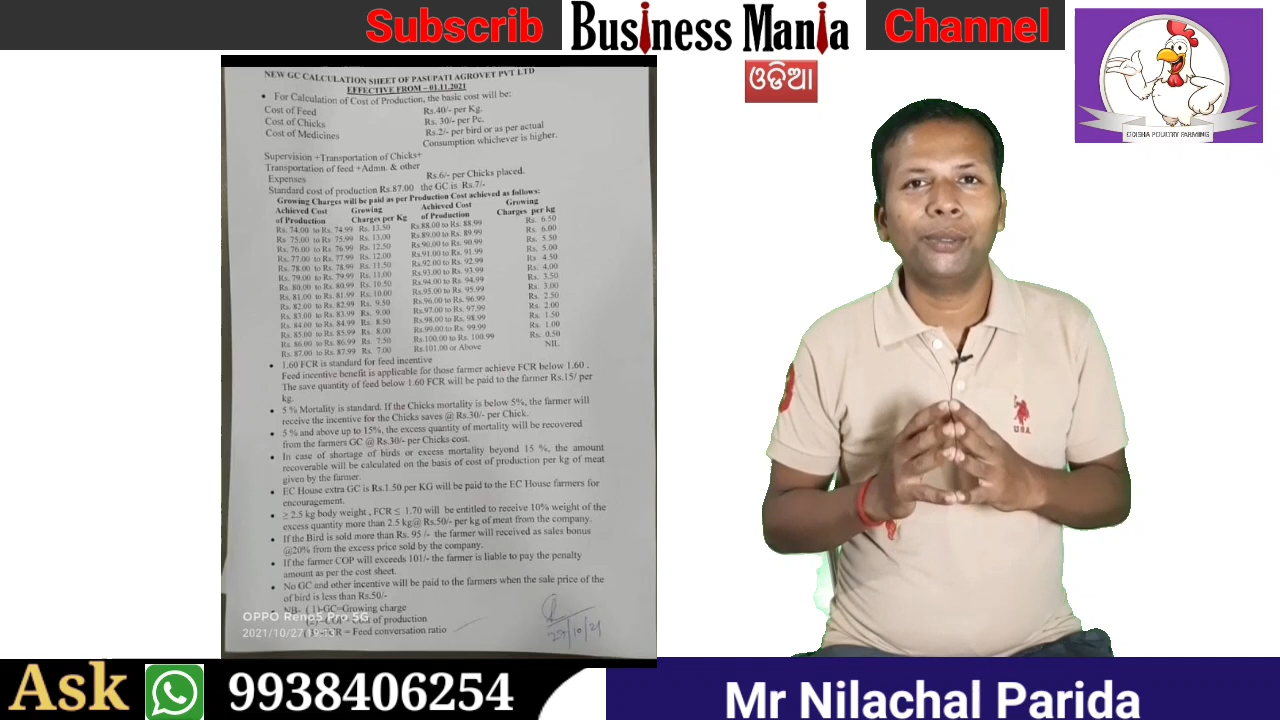 Subscrib Business Mania Channel
ଓଡିଆ
ODISHA POULTRY FARMING
NEW GC CALCULATION SHEET OF PASUPATI AGROVET PVT LTD
EFFECTIVE FROM – 01.11.2021
• For Calculation of Cost of Production, the basic cost will be:
Cost of Feed Rs.40/- per Kg.
Cost of Chicks Rs. 30/- per Pc.
Cost of Medicines Rs.2/- per bird or as per actual
Consumption whichever is higher.
Supervision +Transportation of Chicks+
Transportation of feed +Admn. & other
Expenses Rs.6/- per Chicks placed.
Standard cost of production Rs.87.00 the GC is Rs.7/-
Growing Charges will be paid as per Production Cost achieved as follows:
Achieved Cost Growing Achieved Cost Growing
of Production Charges per Kg of Production Charges per kg
Rs. 74.00 to Rs. 74.99 Rs. 13.50 Rs.88.00 to Rs. 88.99 Rs. 6.50
Rs. 75.00 to Rs. 75.99 Rs. 13.00 Rs.89.00 to Rs. 89.99 Rs. 6.00
Rs. 76.00 to Rs. 76.99 Rs. 12.50 Rs.90.00 to Rs. 90.99 Rs. 5.50
Rs. 77.00 to Rs. 77.99 Rs. 12.00 Rs.91.00 to Rs. 91.99 Rs. 5.00
Rs. 78.00 to Rs. 78.99 Rs. 11.50 Rs.92.00 to Rs. 92.99 Rs. 4.50
Rs. 79.00 to Rs. 79.99 Rs. 11.00 Rs.93.00 to Rs. 93.99 Rs. 4.00
Rs. 80.00 to Rs. 80.99 Rs. 10.50 Rs.94.00 to Rs. 94.99 Rs. 3.50
Rs. 81.00 to Rs. 81.99 Rs. 10.00 Rs.95.00 to Rs. 95.99 Rs. 3.00
Rs. 82.00 to Rs. 82.99 Rs. 9.50 Rs.96.00 to Rs. 96.99 Rs. 2.50
Rs. 83.00 to Rs. 83.99 Rs. 9.00 Rs.97.00 to Rs. 97.99 Rs. 2.00
Rs. 84.00 to Rs. 84.99 Rs. 8.50 Rs.98.00 to Rs. 98.99 Rs. 1.50
Rs. 85.00 to Rs. 85.99 Rs. 8.00 Rs.99.00 to Rs. 99.99 Rs. 1.00
Rs. 86.00 to Rs. 86.99 Rs. 7.50 Rs.100.00 to Rs. 100.99 Rs. 0.50
Rs. 87.00 to Rs. 87.99 Rs. 7.00 Rs.101.00 or Above NIL
• 1.60 FCR is standard for feed incentive
Feed incentive benefit is applicable for those farmer achieve FCR below 1.60 .
The save quantity of feed below 1.60 FCR will be paid to the farmer Rs.15/ per
kg.
• 5 % Mortality is standard. If the Chicks mortality is below 5%, the farmer will
receive the incentive for the Chicks saves @ Rs.30/- per Chick.
• 5 % and above up to 15%, the excess quantity of mortality will be recovered
from the farmers GC @ Rs.30/- per Chicks cost.
• In case of shortage of birds or excess mortality beyond 15 %, the amount
recoverable will be calculated on the basis of cost of production per kg of meat
given by the farmer.
• EC House extra GC is Rs.1.50 per KG will be paid to the EC House farmers for
encouragement.
• ≥ 2.5 kg body weight , FCR ≤ 1.70 will be entitled to receive 10% weight of the
excess quantity more than 2.5 kg@ Rs.50/- per kg of meat from the company.
• If the Bird is sold more than Rs. 95 /- the farmer will received as sales bonus
@20% from the excess price sold by the company.
• If the farmer COP will exceeds 101/- the farmer is liable to pay the penalty
amount as per the cost sheet.
• No GC and other incentive will be paid to the farmers when the sale price of the
of bird is less than Rs.50/-
NB- ( 1)-GC=Growing charge
(2) -COP = Cost of production
( 3 -FCR = Feed conversation ratio
OPPO Reno5 Pro 5G
2021/10/27 19:13
27/10/21
U.S.A.
Ask 9938406254
Mr Nilachal Parida